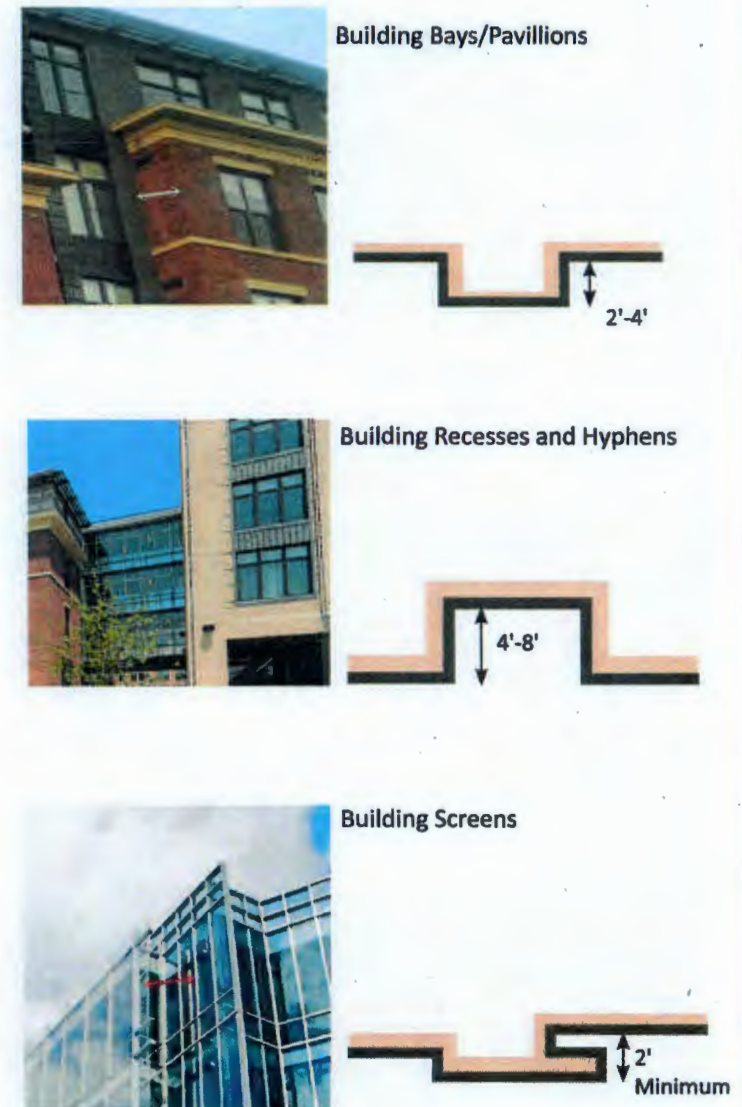 Building Bays/Pavillions
2'-4'
Building Recesses and Hyphens
4'-8'
Building Screens
2'
Minimum